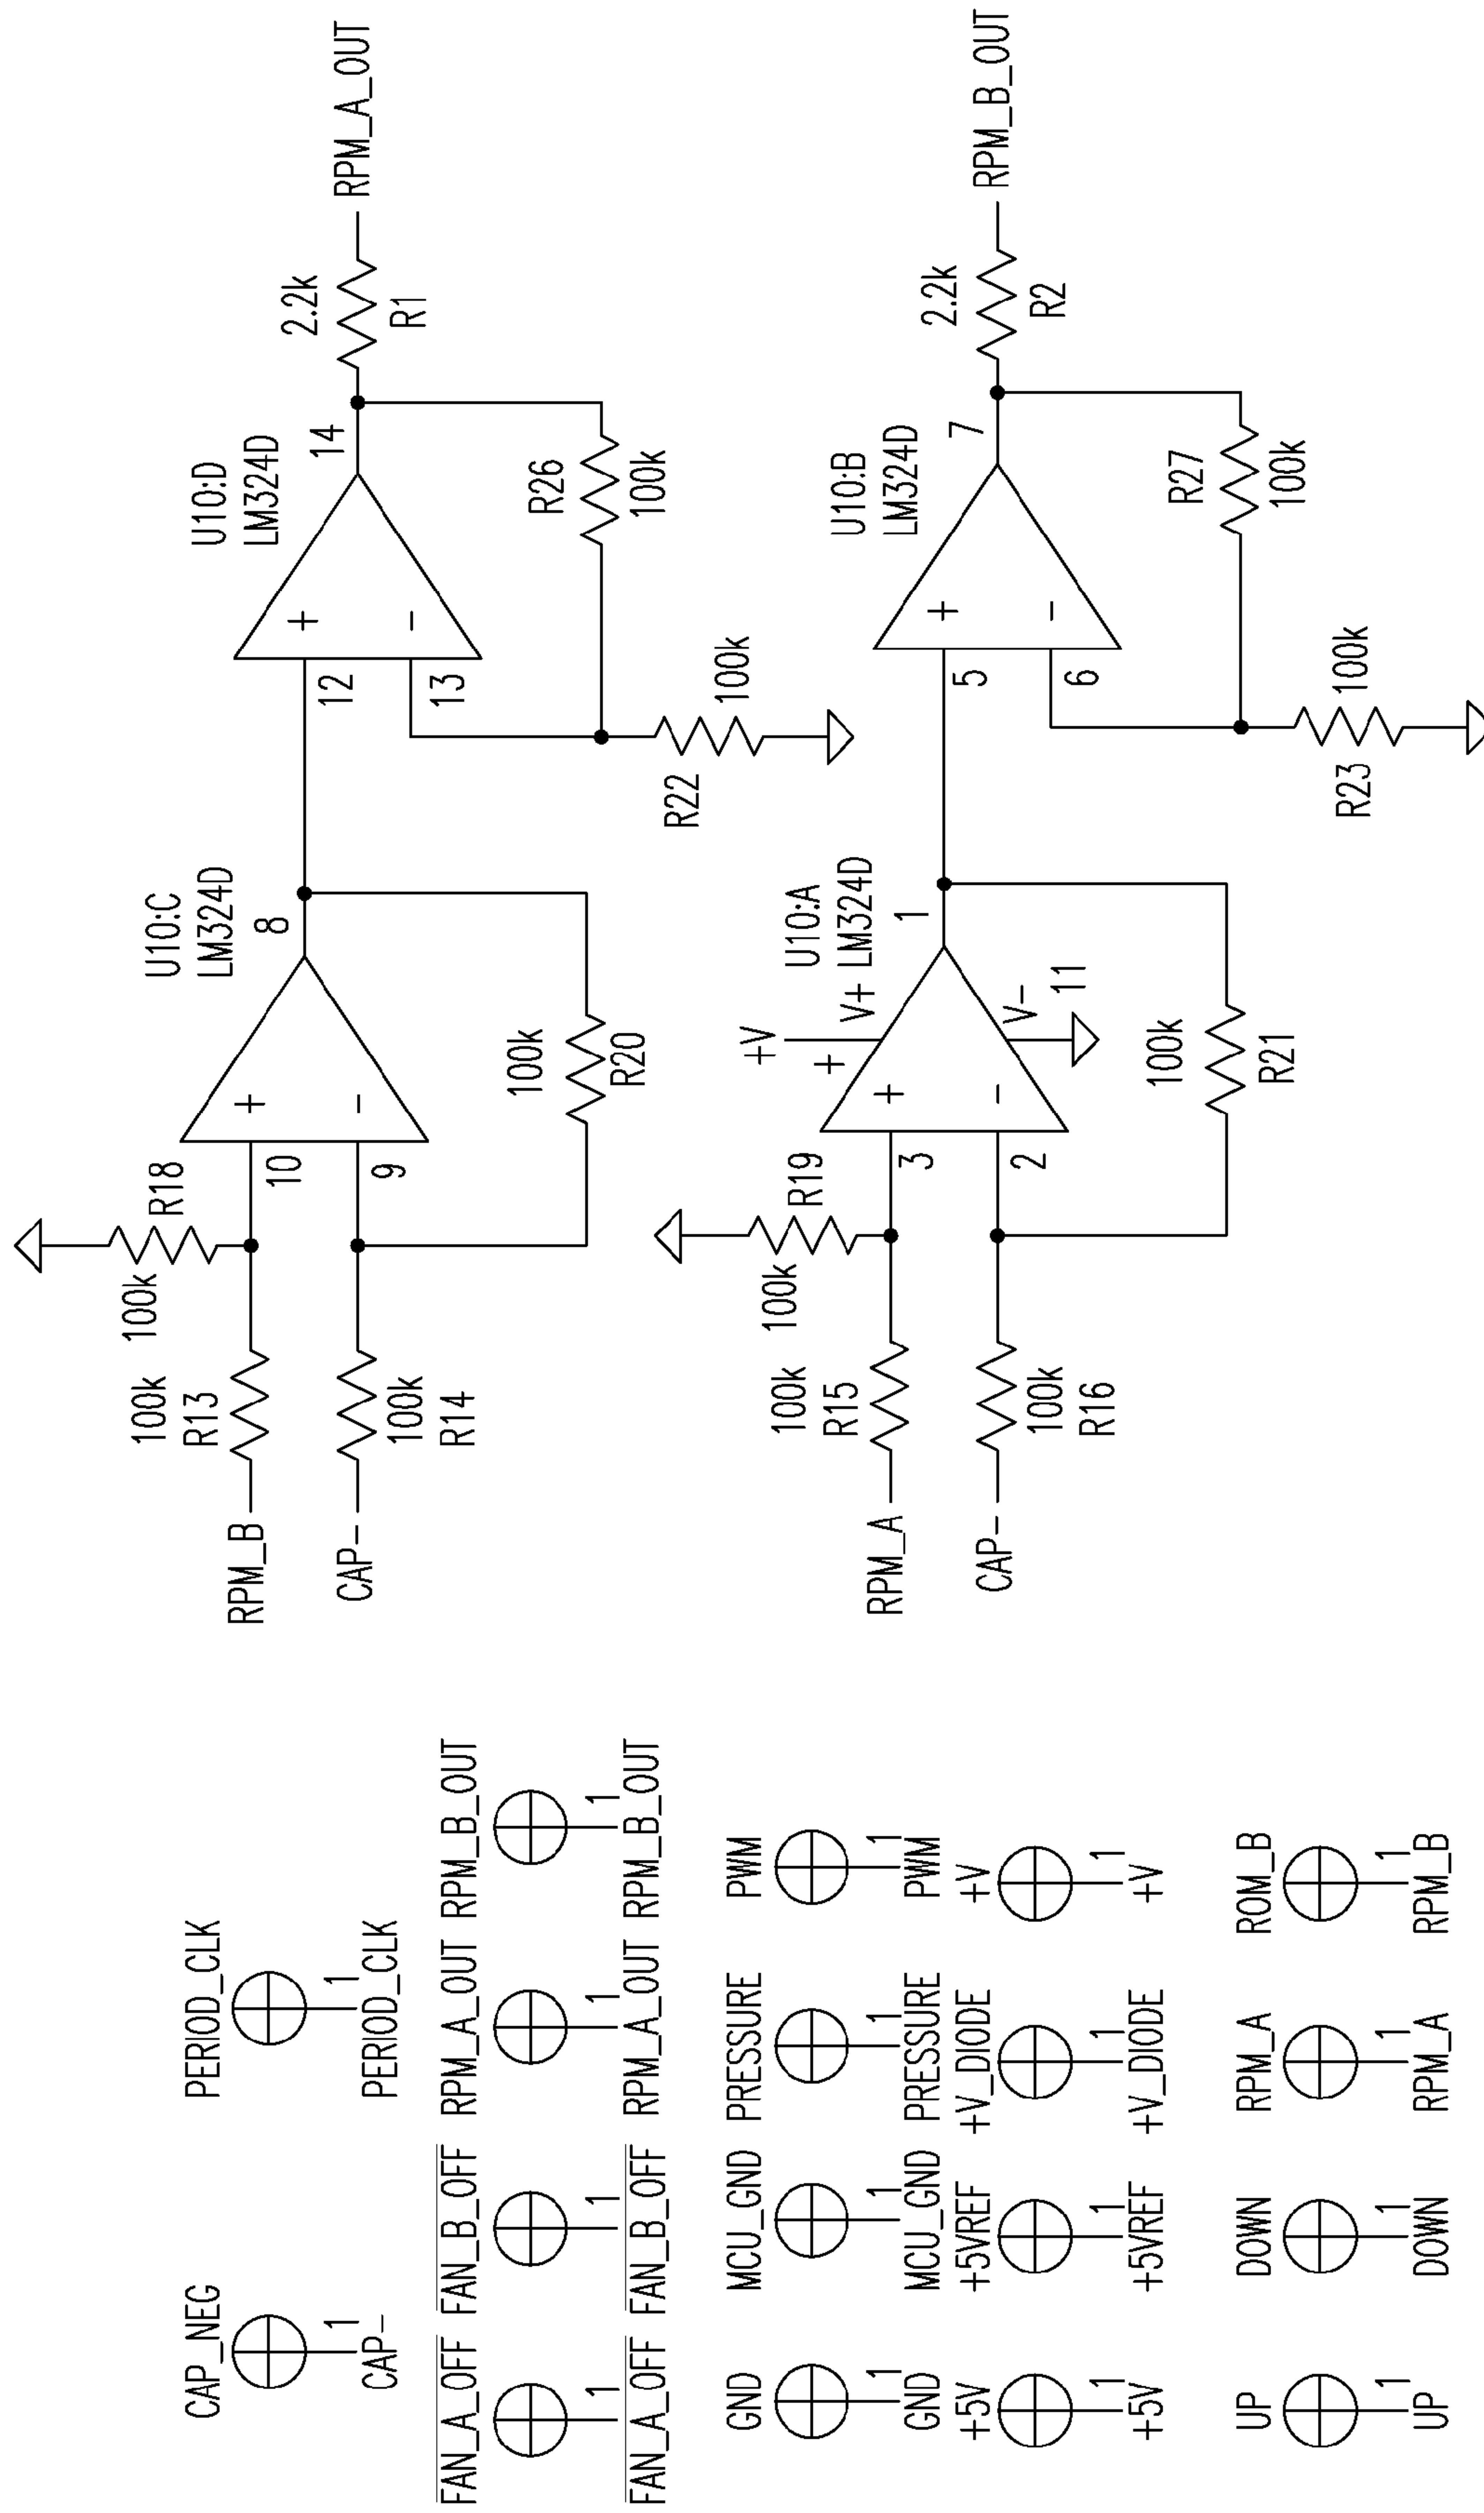 RPM_B
CAP-
100k
R13
100k
R14
100k
R18
10
9
U10:C
LM324D
8
+
-
100k
R20
12
13
U10:D
LM324D
14
+
-
R26
100k
R22
100k
2.2k
R1
RPM_A_OUT
RPM_A
CAP-
100k
R15
100k
R16
100k
R19
3
2
+V
+
V+
U10:A
LM324D
1
+
-
V-
11
100k
R21
5
6
U10:B
LM324D
7
+
-
R27
100k
R23
100k
2.2k
R2
RPM_B_OUT
CAP_NEG
1
CAP-
PERIOD_CLK
1
PERIOD_CLK
FAN_A_OFF
1
FAN_A_OFF
FAN_B_OFF
1
FAN_B_OFF
RPM_A_OUT
1
RPM_A_OUT
RPM_B_OUT
1
RPM_B_OUT
GND
1
GND
MCU_GND
1
MCU_GND
PRESSURE
1
PRESSURE
PWM
1
PWM
+5V
1
+5V
+5VREF
1
+5VREF
+V_DIODE
1
+V_DIODE
+V
1
+V
UP
1
UP
DOWN
1
DOWN
RPM_A
1
RPM_A
ROM_B
1
RPM_B